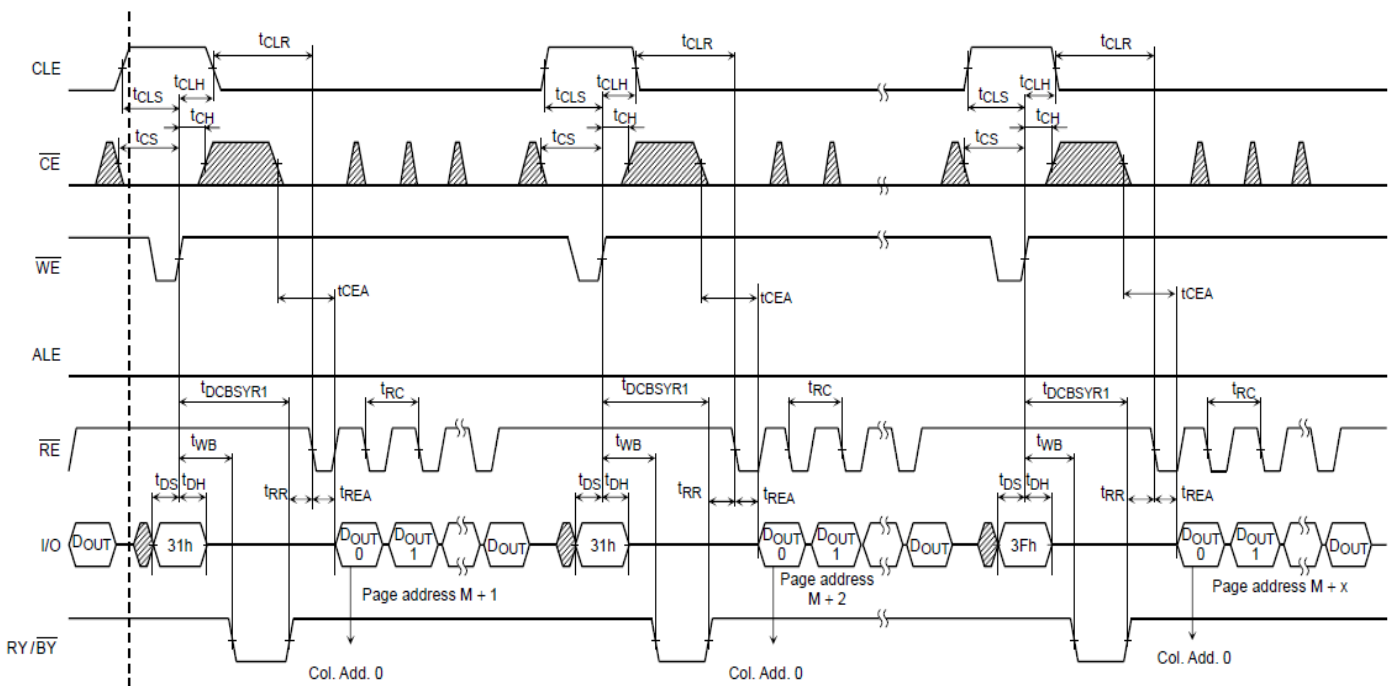 tCLR tCLR tCLR
CLE
tCLH tCLH tCLH
tCLS tCLS tCLS
tCH tCH tCH
tCS tCS tCS
CE
WE
tCEA tCEA tCEA
ALE
tDCBSYR1 tDCBSYR1 tDCBSYR1
tRC tRC tRC
RE
tWB tWB tWB
tDS tDH tDS tDH tDS tDH
tRR tREA tRR tREA tRR tREA
I/O DOUT 31h DOUT 0 DOUT 1 DOUT 31h DOUT 0 DOUT 1 DOUT 3Fh DOUT 0 DOUT 1 DOUT
Page address M + 1
Page address
M + 2
Page address M + x
RY/BY
Col. Add. 0 Col. Add. 0 Col. Add. 0